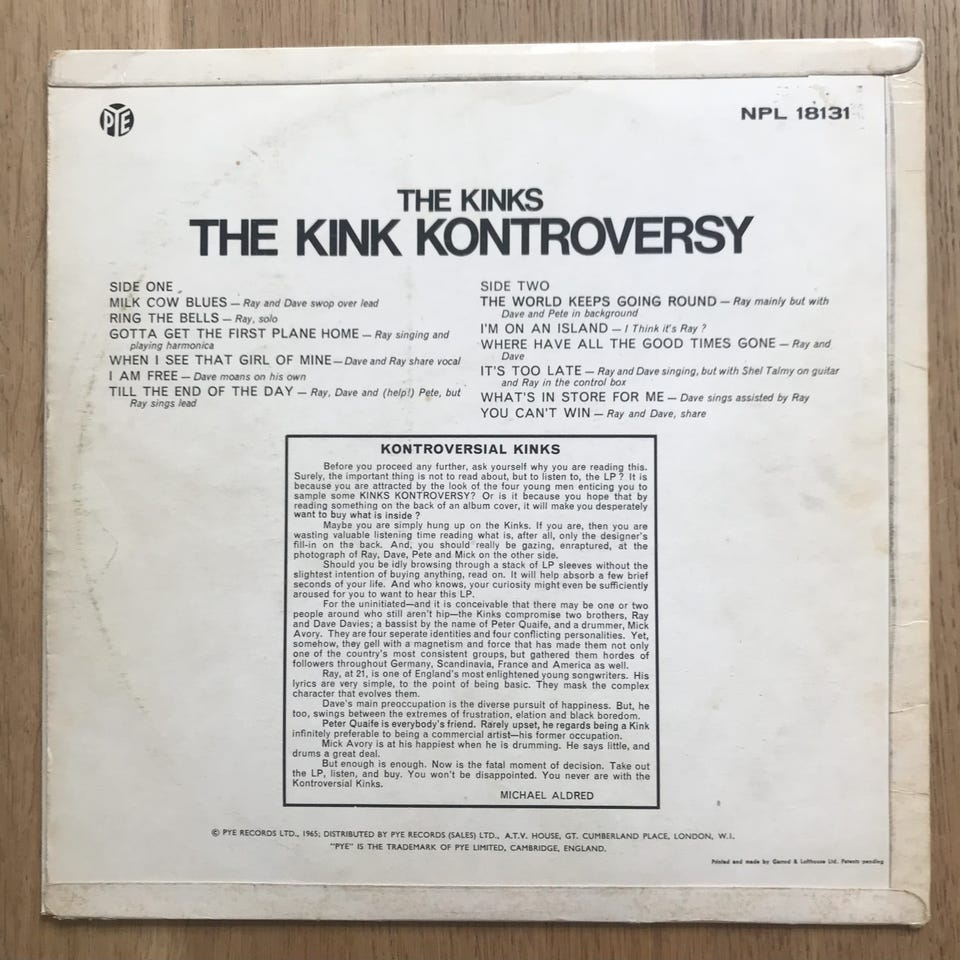 PYE
NPL 18131
THE KINKS
THE KINK KONTROVERSY
SIDE ONE
MILK COW BLUES — Ray and Dave swop over lead
RING THE BELLS — Ray, solo
GOTTA GET THE FIRST PLANE HOME — Ray singing and
playing harmonica
WHEN I SEE THAT GIRL OF MINE — Dave and Ray share vocal
I AM FREE — Dave moans on his own
TILL THE END OF THE DAY — Ray, Dave and (help!) Pete, but
Ray sings lead
SIDE TWO
THE WORLD KEEPS GOING ROUND — Ray mainly but with
Dave and Pete in background
I'M ON AN ISLAND — I Think it's Ray ?
WHERE HAVE ALL THE GOOD TIMES GONE — Ray and
Dave
IT'S TOO LATE — Ray and Dave singing, but with Shel Talmy on guitar
and Ray in the control box
WHAT'S IN STORE FOR ME — Dave sings assisted by Ray
YOU CAN'T WIN — Ray and Dave, share
KONTROVERSIAL KINKS
Before you proceed any further, ask yourself why you are reading this.
Surely, the important thing is not to read about, but to listen to, the LP ? It is
because you are attracted by the look of the four young men enticing you to
sample some KINKS KONTROVERSY? Or is it because you hope that by
reading something on the back of an album cover, it will make you desperately
want to buy what is inside ?
Maybe you are simply hung up on the Kinks. If you are, then you are
wasting valuable listening time reading what is, after all, only the designer's
fill-in on the back. And, you should really be gazing, enraptured, at the
photograph of Ray, Dave, Pete and Mick on the other side.
Should you be idly browsing through a stack of LP sleeves without the
slightest intention of buying anything, read on. It will help absorb a few brief
seconds of your life. And who knows, your curiosity might even be sufficiently
aroused for you to want to hear this LP.
For the uninitiated—and it is conceivable that there may be one or two
people around who still aren't hip—the Kinks compromise two brothers, Ray
and Dave Davies; a bassist by the name of Peter Quaife, and a drummer, Mick
Avory. They are four seperate identities and four conflicting personalities. Yet,
somehow, they gell with a magnetism and force that has made them not only
one of the country's most consistent groups, but gathered them hordes of
followers throughout Germany, Scandinavia, France and America as well.
Ray, at 21, is one of England's most enlightened young songwriters. His
lyrics are very simple, to the point of being basic. They mask the complex
character that evolves them.
Dave's main preoccupation is the diverse pursuit of happiness. But, he
too, swings between the extremes of frustration, elation and black boredom.
Peter Quaife is everybody's friend. Rarely upset, he regards being a Kink
infinitely preferable to being a commercial artist—his former occupation.
Mick Avory is at his happiest when he is drumming. He says little, and
drums a great deal.
But enough is enough. Now is the fatal moment of decision. Take out
the LP, listen, and buy. You won't be disappointed. You never are with the
Kontroversial Kinks.
MICHAEL ALDRED
© PYE RECORDS LTD., 1965; DISTRIBUTED BY PYE RECORDS (SALES) LTD., A.T.V. HOUSE, GT. CUMBERLAND PLACE, LONDON, W.I.
"PYE" IS THE TRADEMARK OF PYE LIMITED, CAMBRIDGE, ENGLAND.
Printed and made by Garrod & Lofthouse Ltd. Patents pending